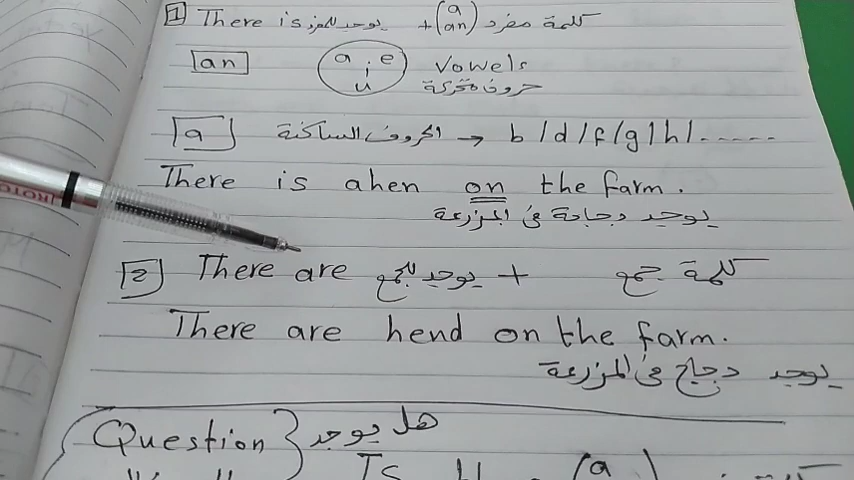 1 There is يوجد للمفرد + (a an) كلمة مفرد
an a e i u Vowels
حروف متحركة
a الحروف الساكنة → b/d/f/g/h/-----
There is ahen on the farm.
يوجد دجاجة فى المزرعة
2 There are يوجد للجمع + كلمة جمع
There are hend on the farm.
يوجد دجاج فى المزرعة
Question هل يوجد